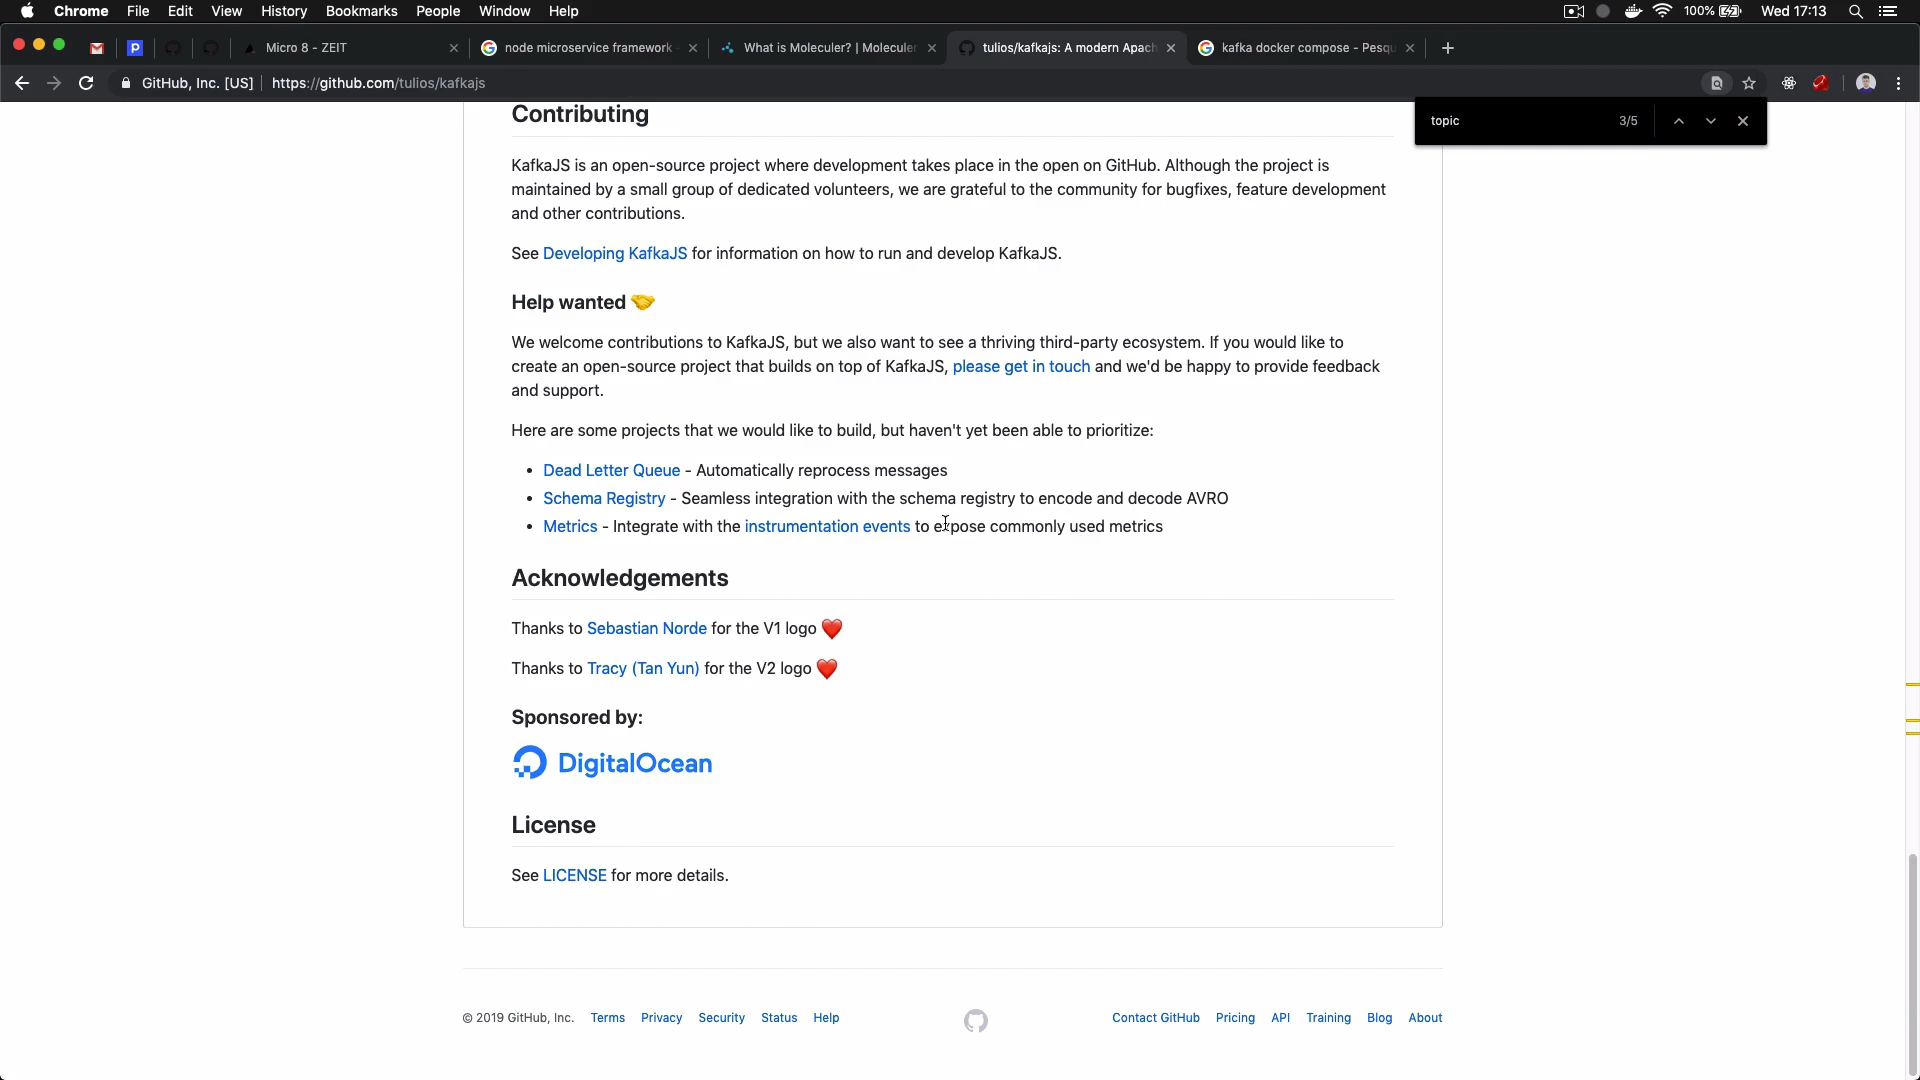 Chrome File Edit View History Bookmarks People Window Help 100% Wed 17:13
Micro 8 - ZEIT node microservice framework - What is Moleculer? | Moleculer tulios/kafkajs: A modern Apach kafka docker compose - Pesqu
GitHub, Inc. [US] https://github.com/tulios/kafkajs
topic 3/5
Contributing
KafkaJS is an open-source project where development takes place in the open on GitHub. Although the project is
maintained by a small group of dedicated volunteers, we are grateful to the community for bugfixes, feature development
and other contributions.
See Developing KafkaJS for information on how to run and develop KafkaJS.
Help wanted 🤝
We welcome contributions to KafkaJS, but we also want to see a thriving third-party ecosystem. If you would like to
create an open-source project that builds on top of KafkaJS, please get in touch and we'd be happy to provide feedback
and support.
Here are some projects that we would like to build, but haven't yet been able to prioritize:
• Dead Letter Queue - Automatically reprocess messages
• Schema Registry - Seamless integration with the schema registry to encode and decode AVRO
• Metrics - Integrate with the instrumentation events to expose commonly used metrics
Acknowledgements
Thanks to Sebastian Norde for the V1 logo ❤️
Thanks to Tracy (Tan Yun) for the V2 logo ❤️
Sponsored by:
DigitalOcean
License
See LICENSE for more details.
© 2019 GitHub, Inc. Terms Privacy Security Status Help Contact GitHub Pricing API Training Blog About